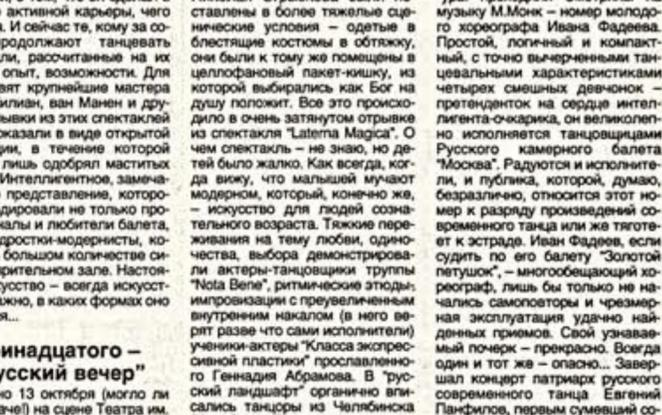 активной карьеры, чего
И сейчас те, кому за со-
продолжают танцевать
ли, рассчитанные на их
опыт, возможности. Для
крупнейшие мастера
илиан, ван Манен и дру-
ывки из этих спектаклей
оказали в виде открытой
ции, в течение которой
лишь одобрял маститых
Интеллигентное, замеча-
представление, которо-
дировали не только про-
налы и любители балета,
дростки-модернисты, ко-
большом количестве си-
зрительном зале. Настоя-
кусство – всегда искусст-
ажно, в каких формах оно
я...
ринадцатого –
усский вечер”
но 13 октября (могло ли
аче!) на сцене Театра им.
ставлены в более тяжелые сце-
нические условия – одетые в
блестящие костюмы в обтяжку,
они были к тому же помещены в
целлофановый пакет-кишку, из
которой выбирались как Бог на
душу положит. Все это происхо-
дило в очень затянутом отрывке
из спектакля “Laterna Magica”. О
чем спектакль – не знаю, но де-
тей было жалко. Как всегда, ког-
да вижу, что малышей мучают
модерном, который, конечно же,
– искусство для людей созна-
тельного возраста. Тяжкие пере-
живания на тему любви, одино-
чества, выбора демонстрирова-
ли актеры-танцовщики труппы
“Nota Bene”, ритмические этюды-
импровизации с преувеличенным
внутренним накалом (в него ве-
рят разве что сами исполнители)
ученики-актеры “Класса экспрес-
сивной пластики” прославленно-
го Геннадия Абрамова. В “рус-
ский ландшафт” органично впи-
сались танцоры из Челябинска
музыку М.Монк – номер молодо-
го хореографа Ивана Фадеева.
Простой, логичный и компакт-
ный, с точно вычерченными тан-
цевальными характеристиками
четырех смешных девчонок –
претенденток на сердце интел-
лигента-очкарика, он великолеп-
но исполняется танцовщицами
Русского камерного балета
“Москва”. Радуются и исполните-
ли, и публика, которой, думаю,
безразлично, относится этот но-
мер к разряду произведений со-
временного танца или же тяготе-
ет к эстраде. Иван Фадеев, если
судить по его балету “Золотой
петушок”, – многообещающий хо-
реограф, лишь бы только не на-
чались самоповторы и чрезмер-
ная эксплуатация удачно най-
денных приемов. Свой узнавае-
мый почерк – прекрасно. Всегда
один и тот же – опасно... Завер-
шал концерт патриарх русского
современного танца Евгений
Панфилов, первым сумевший со-